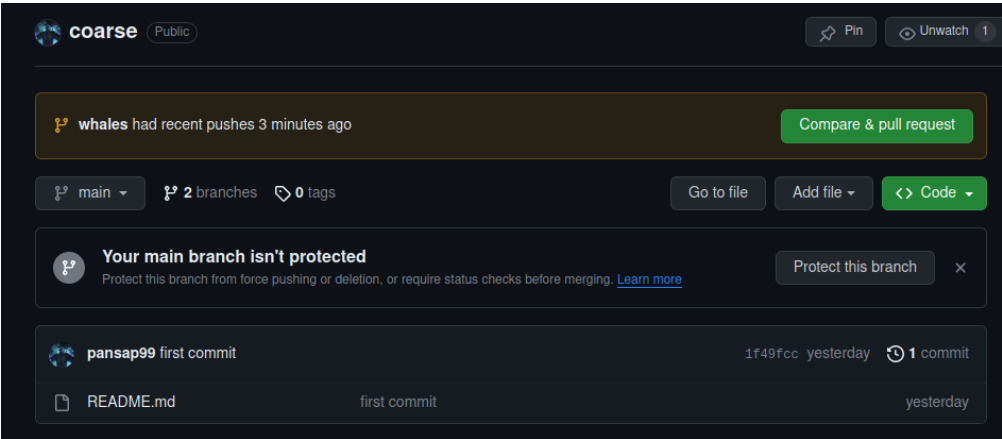 coarse Public Pin Unwatch 1
whales had recent pushes 3 minutes ago Compare & pull request
main 2 branches 0 tags Go to file Add file <> Code
Your main branch isn't protected
Protect this branch from force pushing or deletion, or require status checks before merging. Learn more Protect this branch
pansap99 first commit 1f49fcc yesterday 1 commit
README.md first commit yesterday